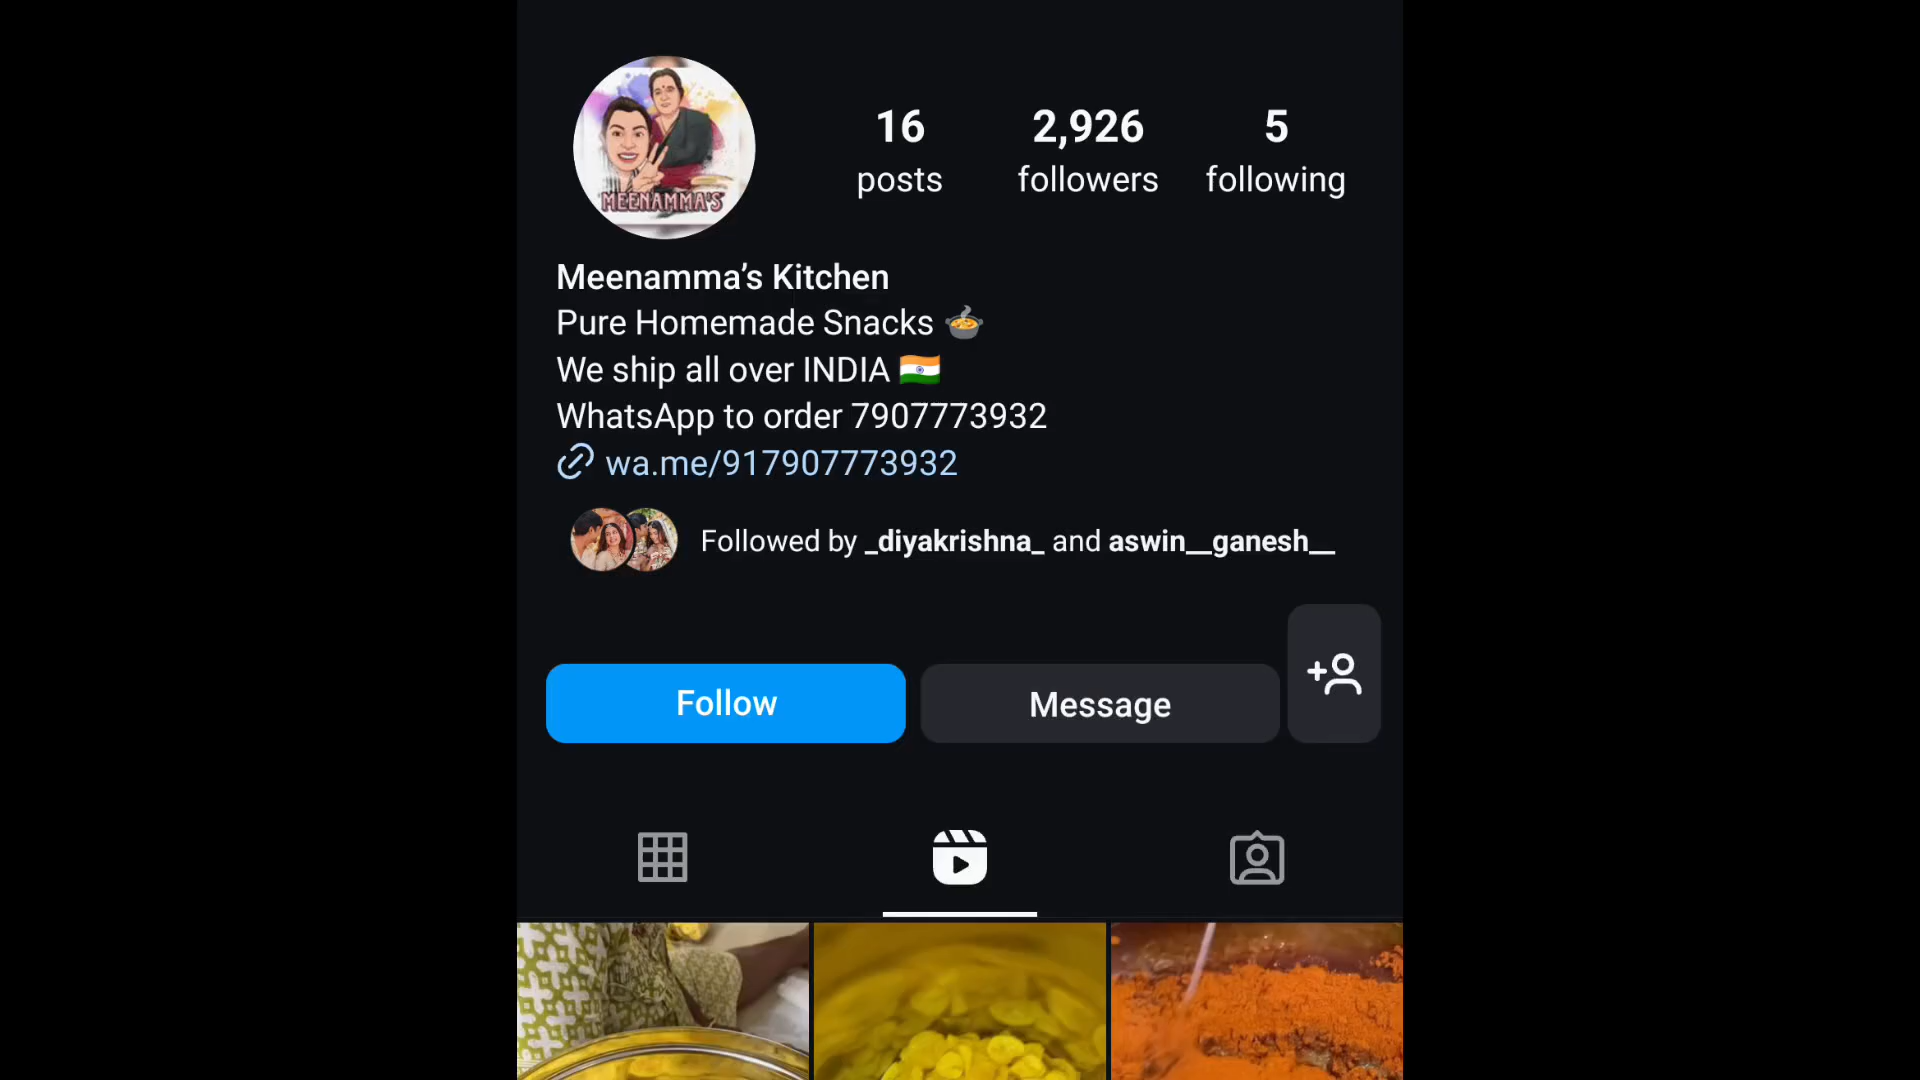 MEENAMMA'S
16
posts
2,926
followers
5
following
Meenamma’s Kitchen
Pure Homemade Snacks
We ship all over INDIA
WhatsApp to order 7907773932
wa.me/917907773932
Followed by _diyakrishna_ and aswin__ganesh__
Follow
Message